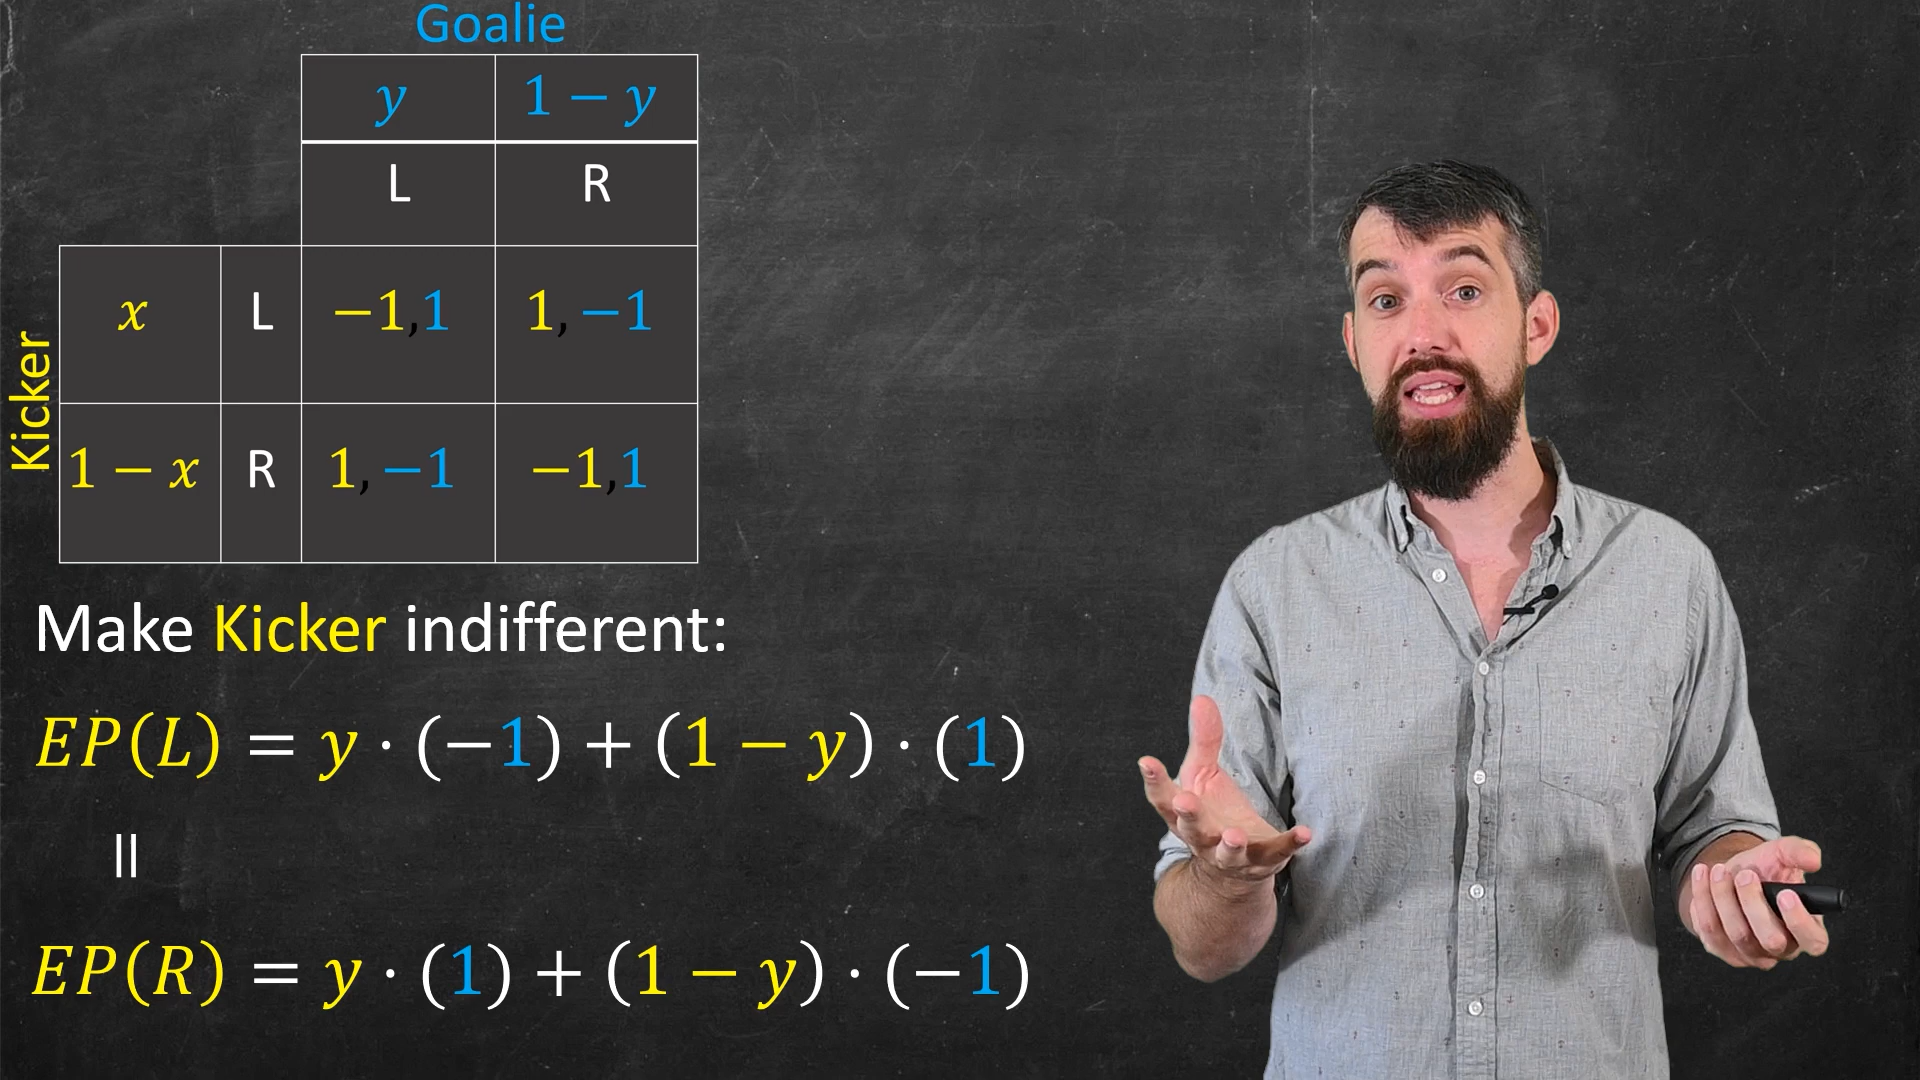 Goalie
y 1 − y
L R
Kicker
x L −1,1 1, −1
1 − x R 1, −1 −1,1
Make Kicker indifferent:
EP(L) = y · (−1) + (1 − y) · (1)
=
EP(R) = y · (1) + (1 − y) · (−1)